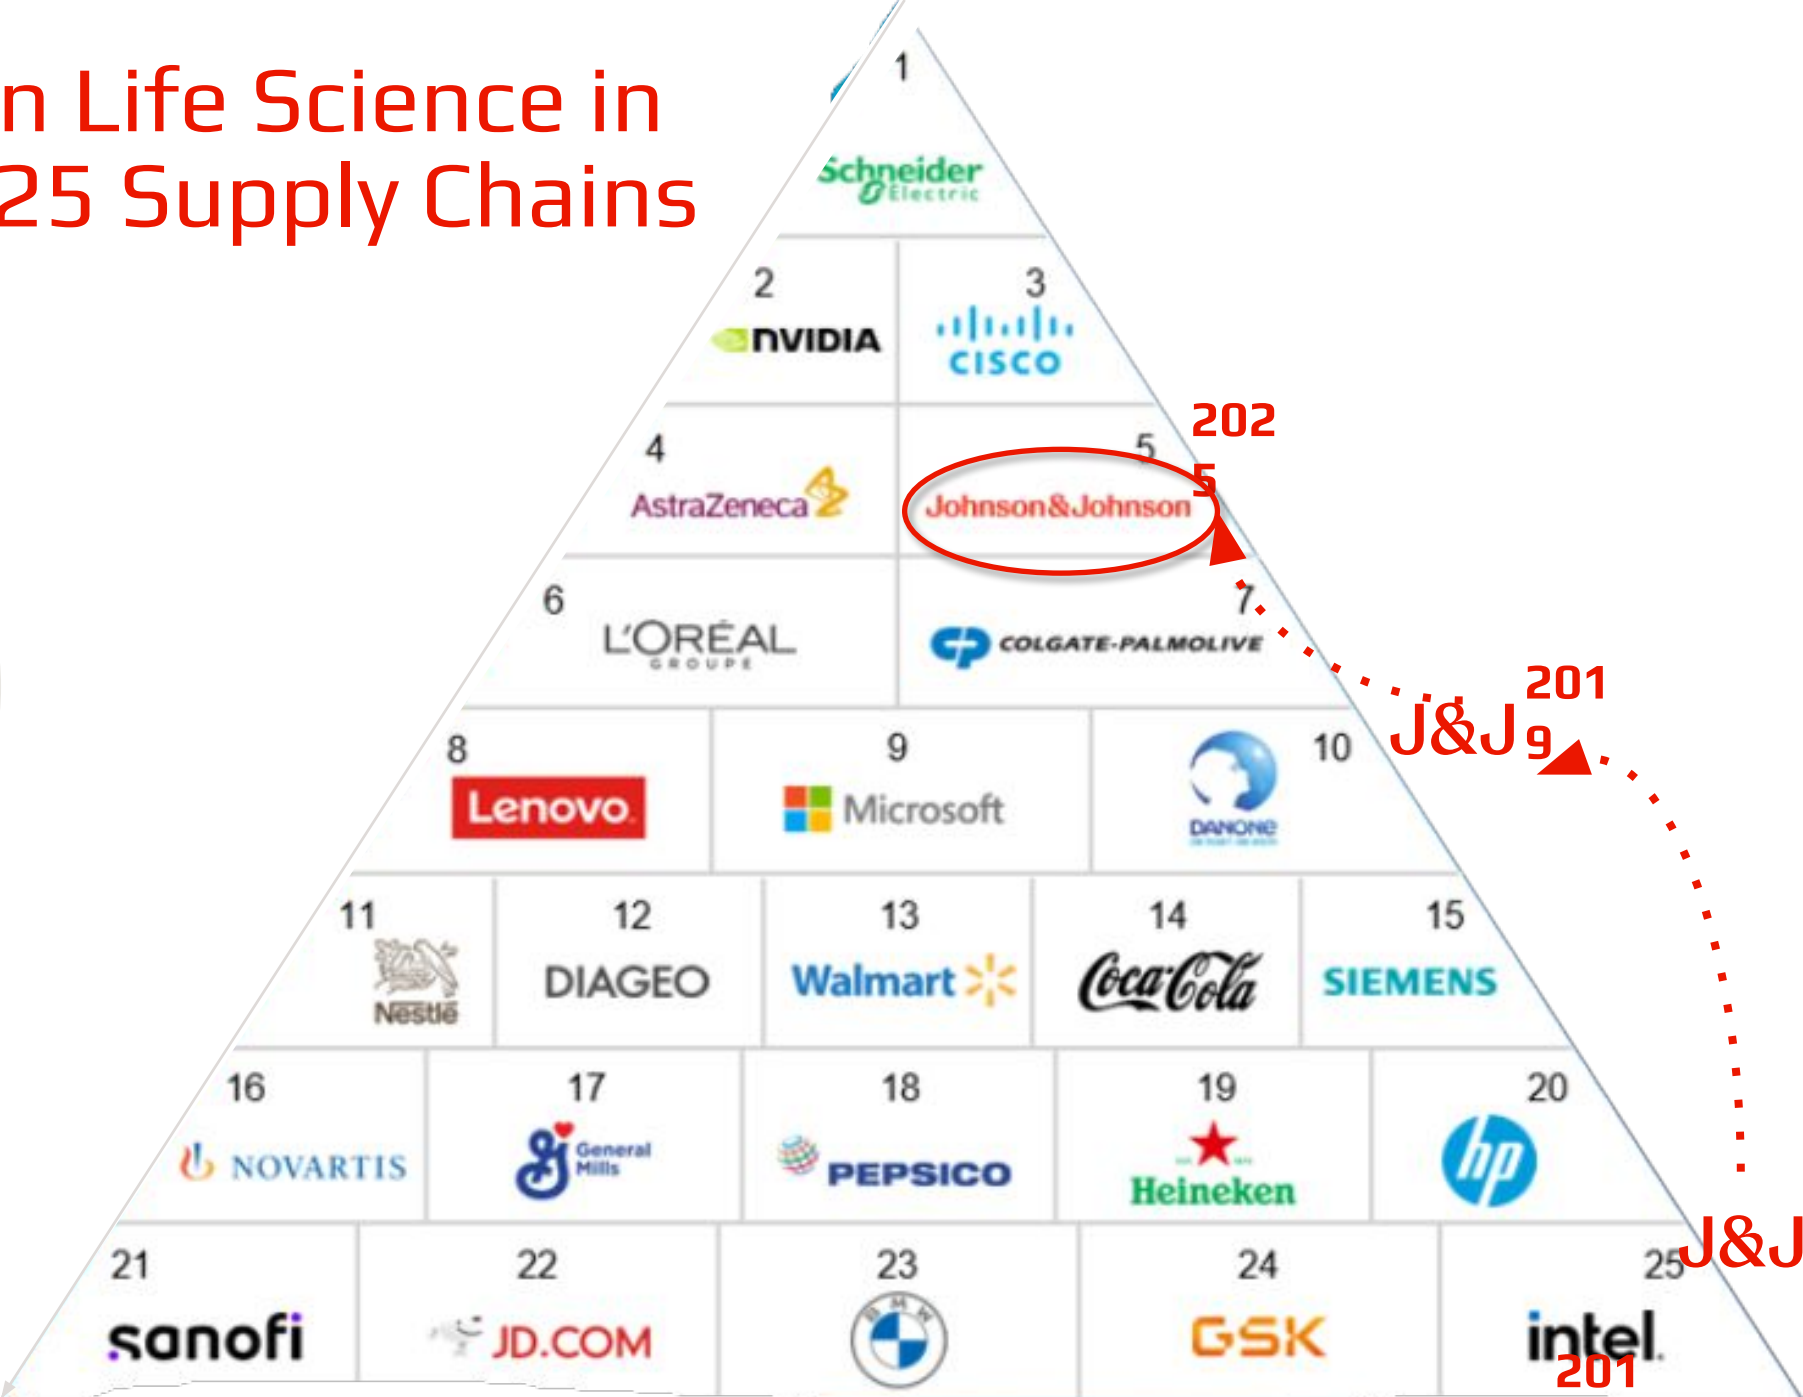 n Life Science in
25 Supply Chains
1
Schneider
Electric
2
3
NVIDIA
CISCO
202
5
4
5
AstraZeneca
Johnson&Johnson
6
7
L'ORÉAL
GROUPE
COLGATE-PALMOLIVE
201
9
J&J
8
9
10
Lenovo
Microsoft
DANONE
11
12
13
14
15
Nestlé
DIAGEO
Walmart
Coca-Cola
SIEMENS
16
17
18
19
20
NOVARTIS
General
Mills
PEPSICO
Heineken
hp
J&J
21
22
23
24
25
sanofi
JD.COM
BMW
GSK
intel.
201